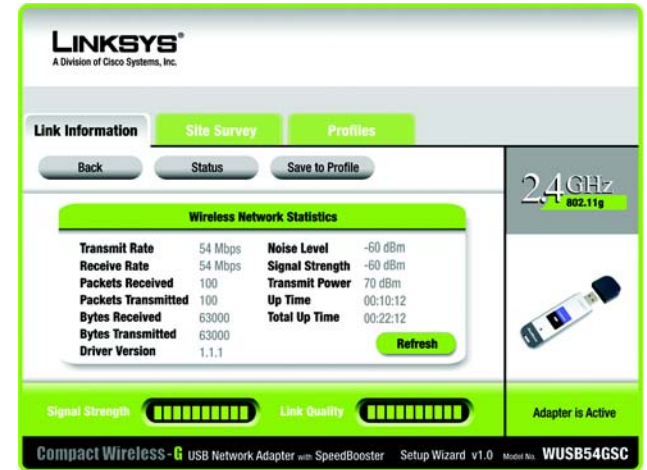 LINKSYS®
A Division of Cisco Systems, Inc.
Link Information Site Survey Profiles
Back Status Save to Profile
2.4GHz
802.11g
Wireless Network Statistics
Transmit Rate 54 Mbps Noise Level -60 dBm
Receive Rate 54 Mbps Signal Strength -60 dBm
Packets Received 100 Transmit Power 70 dBm
Packets Transmitted 100 Up Time 00:10:12
Bytes Received 63000 Total Up Time 00:22:12
Bytes Transmitted 63000
Driver Version 1.1.1
Refresh
Signal Strength Link Quality Adapter is Active
Compact Wireless-G USB Network Adapter with SpeedBooster Setup Wizard v1.0 Model No. WUSB54GSC